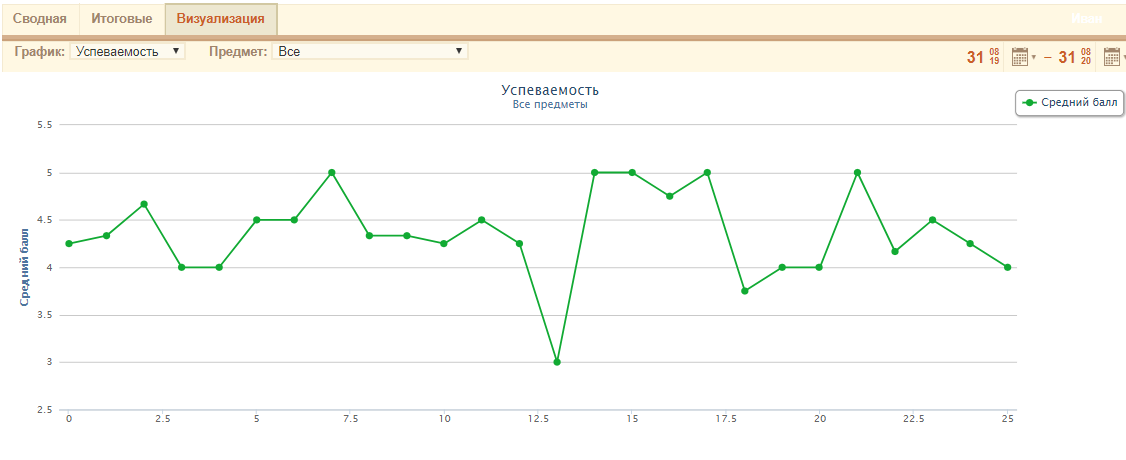 Сводная Итоговые Визуализация Иван
График: Успеваемость Предмет: Все 31 08 19 – 31 08 20
Успеваемость
Все предметы
Средний балл
5.5
5
4.5
4
3.5
3
2.5
Средний балл
0 2.5 5 7.5 10 12.5 15 17.5 20 22.5 25